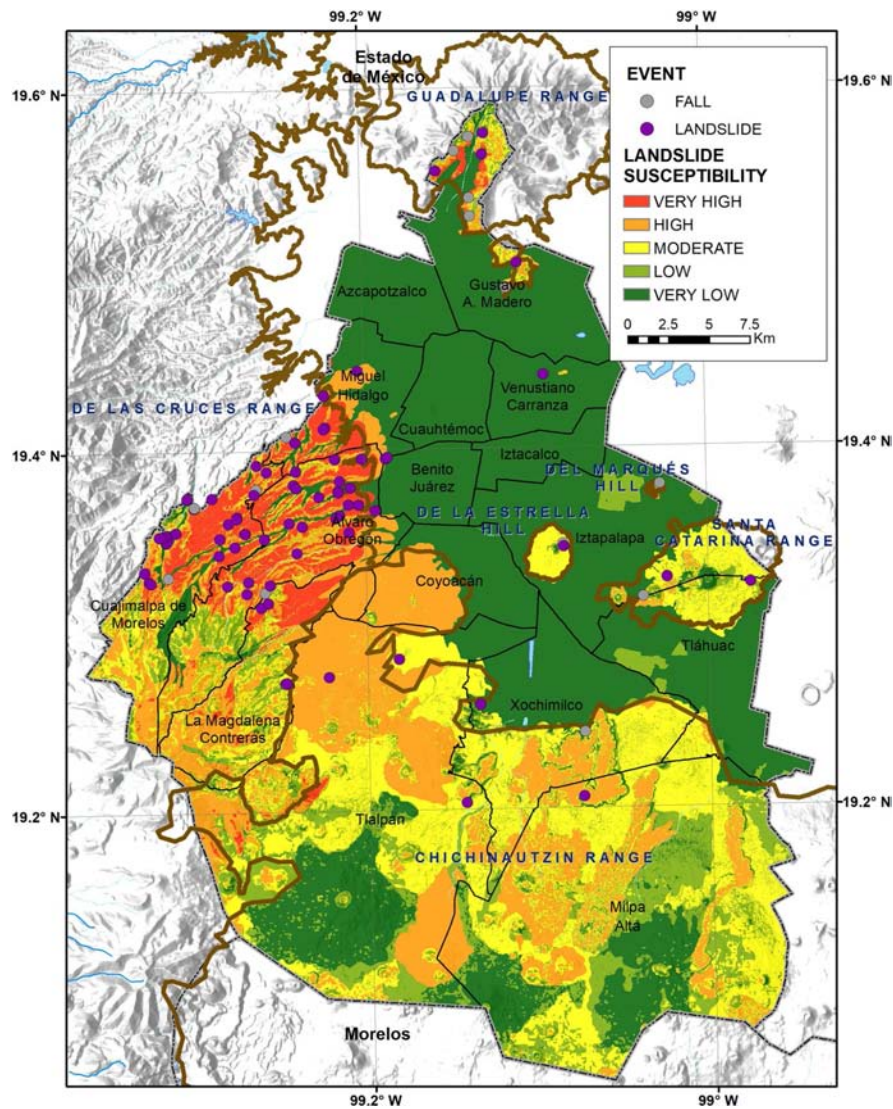 99.2° W
99° W
19.6° N
19.6° N
Estado
de México
GUADALUPE RANGE
EVENT
FALL
LANDSLIDE
LANDSLIDE
SUSCEPTIBILITY
VERY HIGH
HIGH
MODERATE
LOW
VERY LOW
0 2.5 5 7.5
Km
Azcapotzalco
Gustavo
A. Madero
Miguel
Hidalgo
Venustiano
Carranza
DE LAS CRUCES RANGE
Cuauhtémoc
19.4° N
19.4° N
Iztacalco
Benito
Juárez
DEL MARQUÉS
HILL
DE LA ESTRELLA
HILL
SANTA
CATARINA RANGE
Alvaro
Obregón
Iztapalapa
Coyoacán
Cuajimalpa de
Morelos
Tláhuac
Xochimilco
La Magdalena
Contreras
19.2° N
19.2° N
Tlalpan
CHICHINAUTZIN RANGE
Milpa
Alta
Morelos
99.2° W
99° W